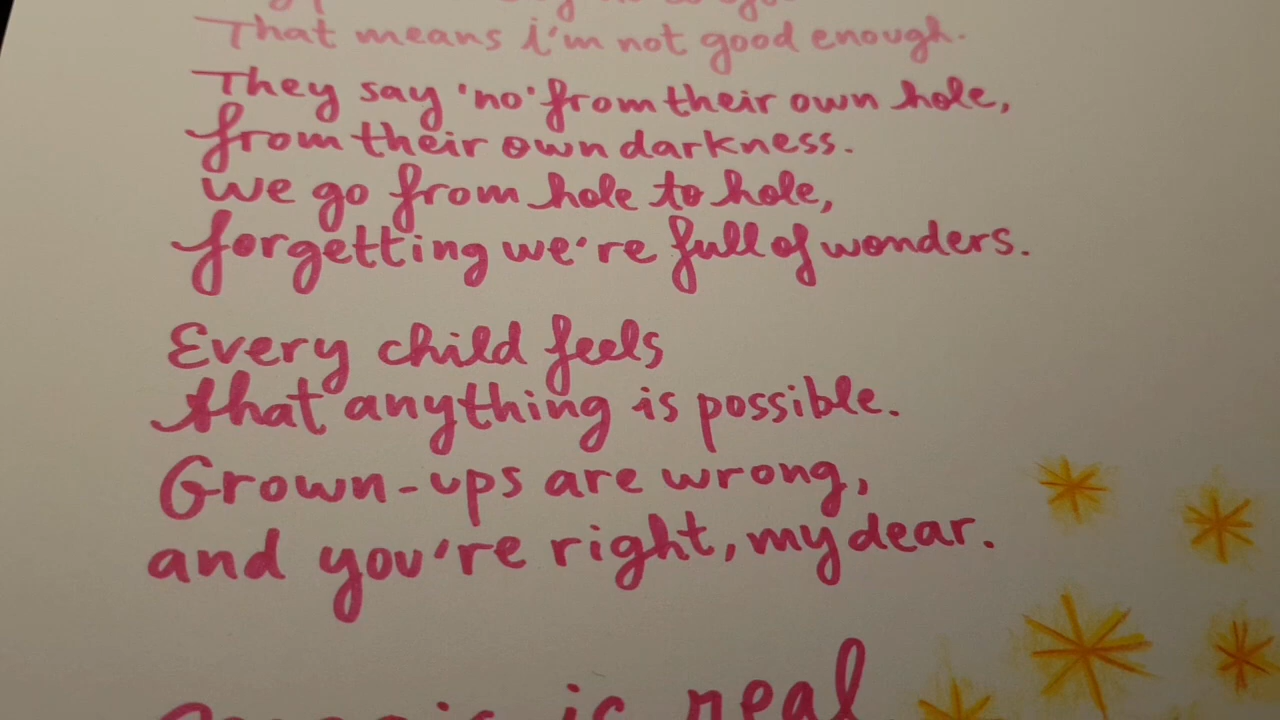 That means i'm not good enough.
They say 'no' from their own hole,
from their own darkness.
We go from hole to hole,
forgetting we're full of wonders.
Every child feels
that anything is possible.
Grown-ups are wrong,
and you're right, my dear.
is real